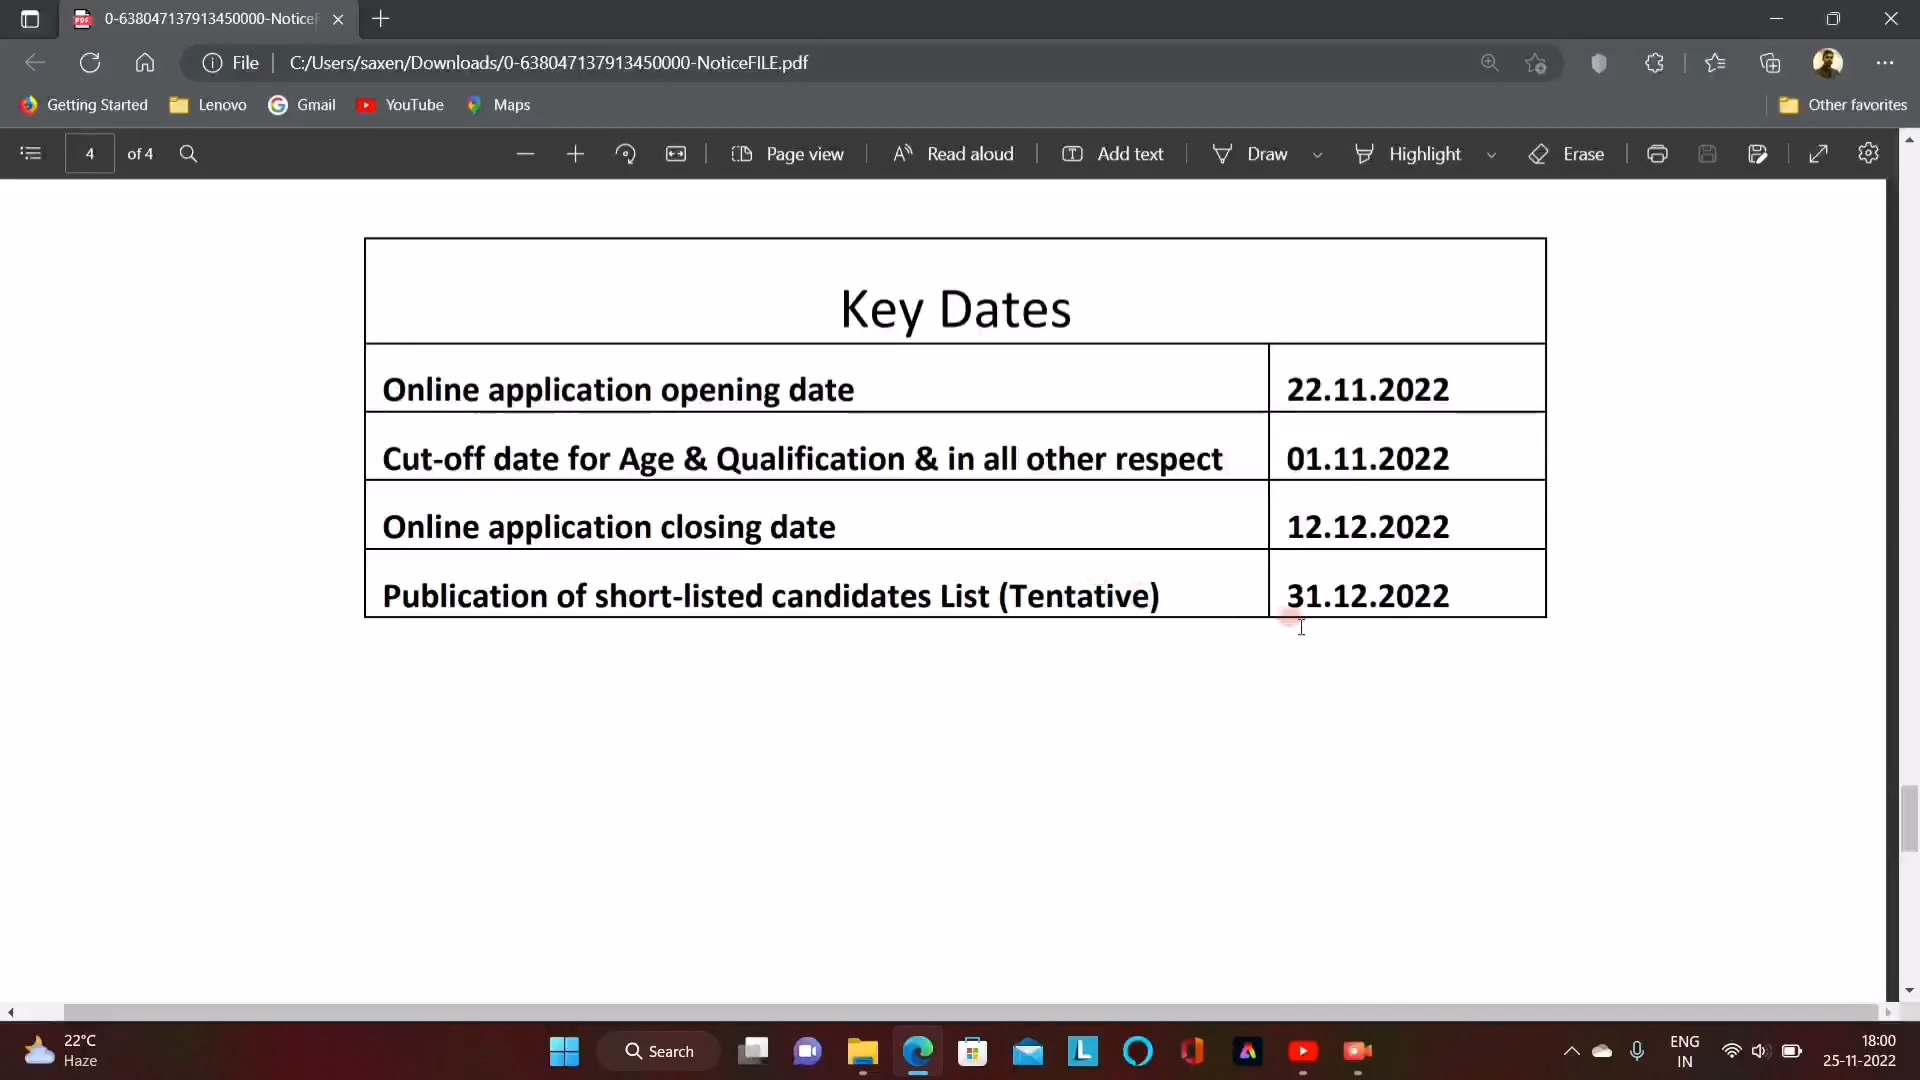 0-638047137913450000-Notice
File C:/Users/saxen/Downloads/0-638047137913450000-NoticeFILE.pdf
Getting Started Lenovo Gmail YouTube Maps Other favorites
4 of 4 Page view Read aloud Add text Draw Highlight Erase
Key Dates
Online application opening date 22.11.2022
Cut-off date for Age & Qualification & in all other respect 01.11.2022
Online application closing date 12.12.2022
Publication of short-listed candidates List (Tentative) 31.12.2022
22°C
Haze
Search
ENG
IN
18:00
25-11-2022